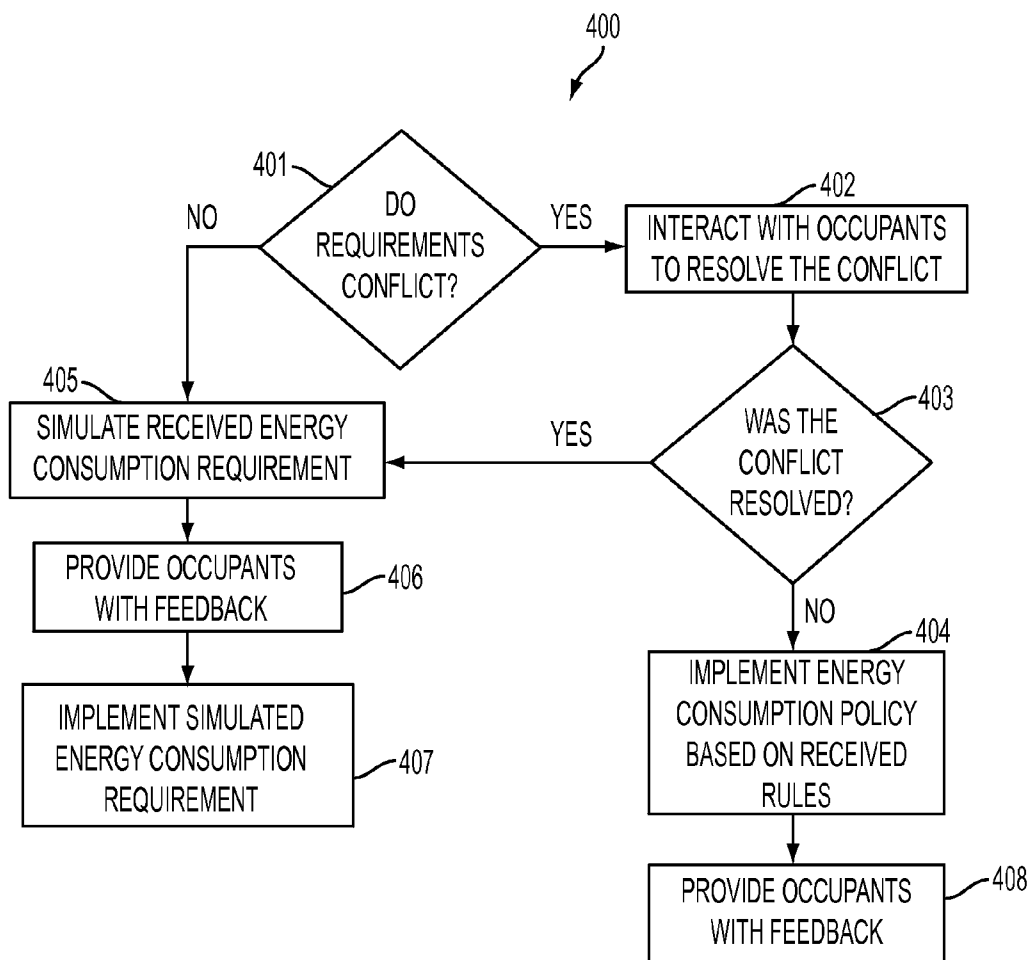 400
401
DO
REQUIREMENTS
CONFLICT?
NO
YES
402
INTERACT WITH OCCUPANTS
TO RESOLVE THE CONFLICT
403
WAS THE
CONFLICT
RESOLVED?
YES
NO
405
SIMULATE RECEIVED ENERGY
CONSUMPTION REQUIREMENT
PROVIDE OCCUPANTS
WITH FEEDBACK
406
IMPLEMENT SIMULATED
ENERGY CONSUMPTION
REQUIREMENT
407
404
IMPLEMENT ENERGY
CONSUMPTION POLICY
BASED ON RECEIVED
RULES
PROVIDE OCCUPANTS
WITH FEEDBACK
408